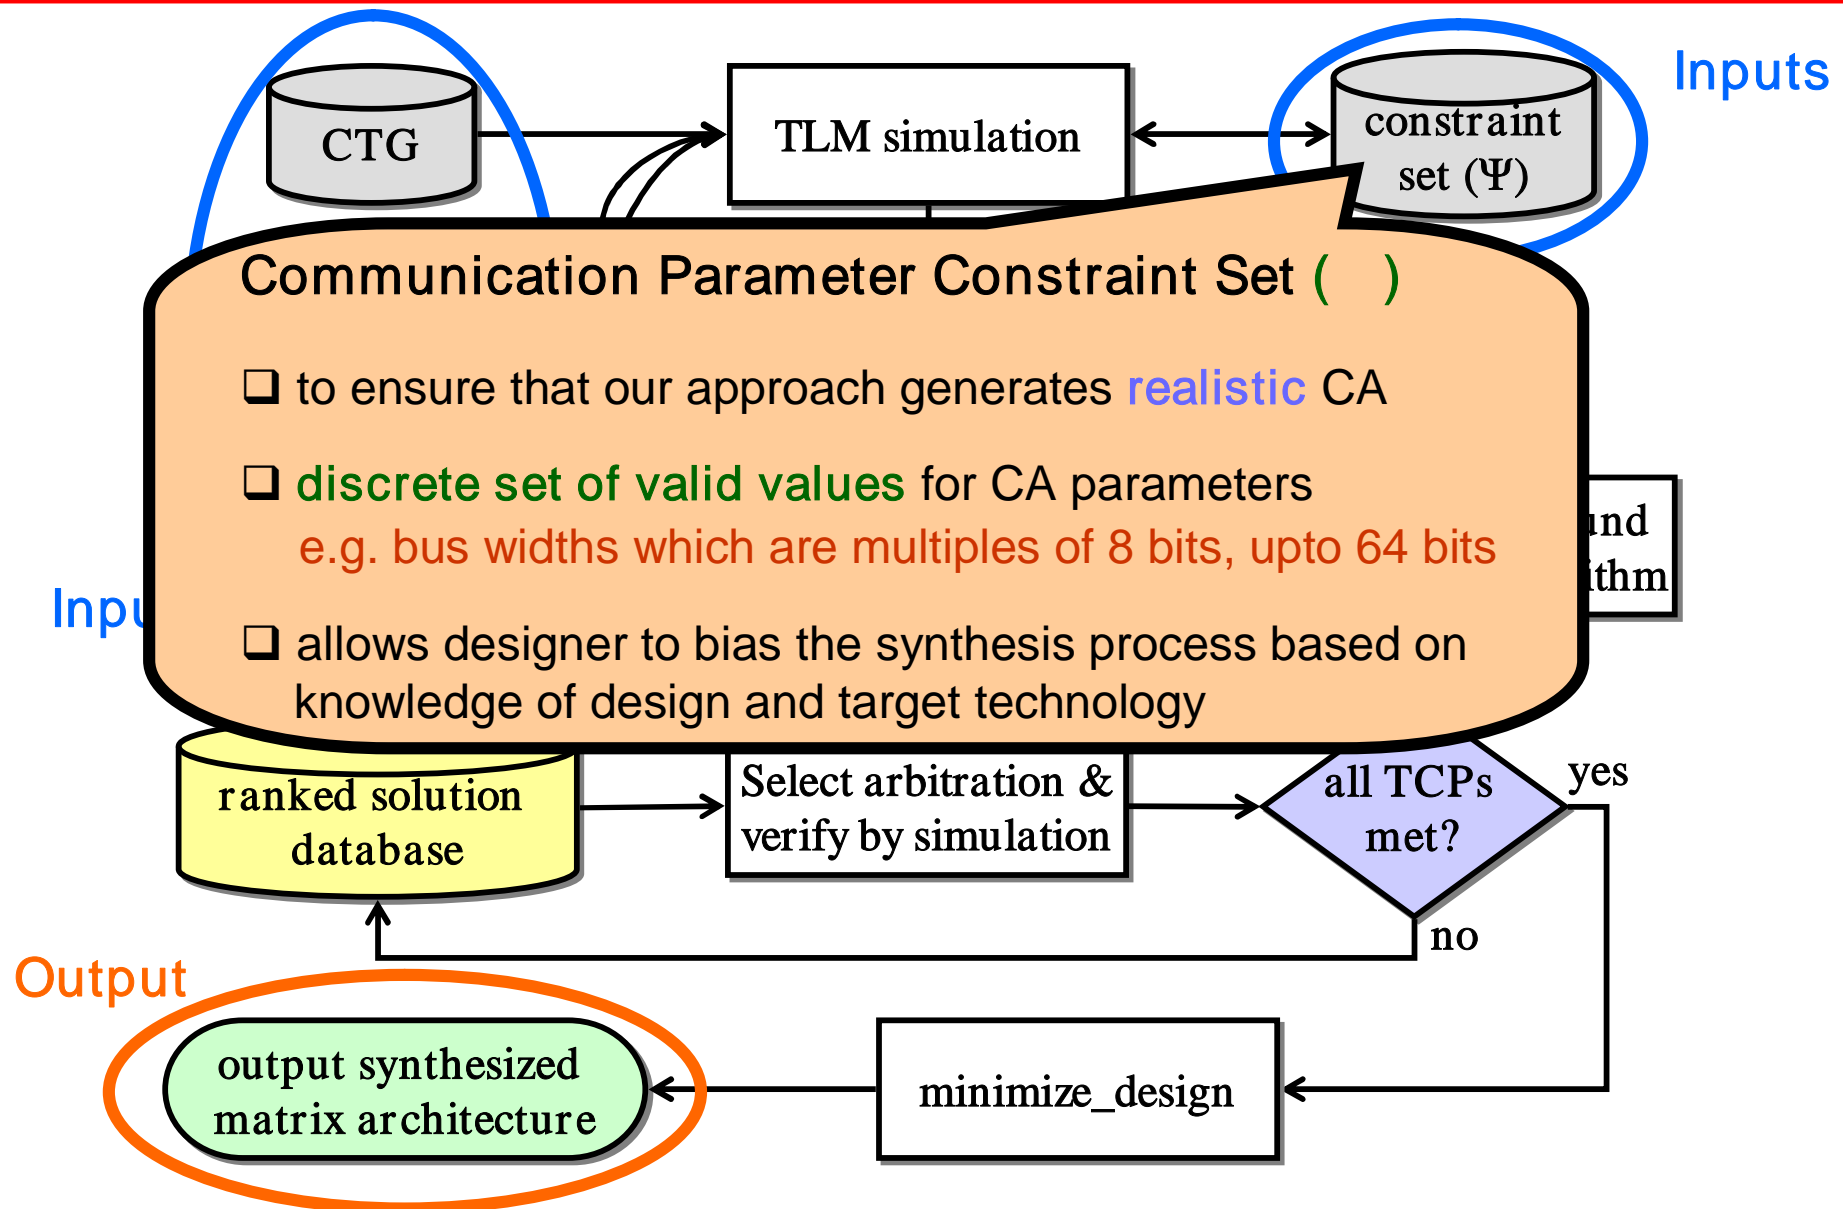 Inputs
CTG
TLM simulation
constraint
set (Ψ)
Communication Parameter Constraint Set (   )
❑ to ensure that our approach generates realistic CA
❑ discrete set of valid values for CA parameters
e.g. bus widths which are multiples of 8 bits, upto 64 bits
❑ allows designer to bias the synthesis process based on
knowledge of design and target technology
ranked solution
database
Select arbitration &
verify by simulation
all TCPs
met?
yes
no
Output
output synthesized
matrix architecture
minimize_design